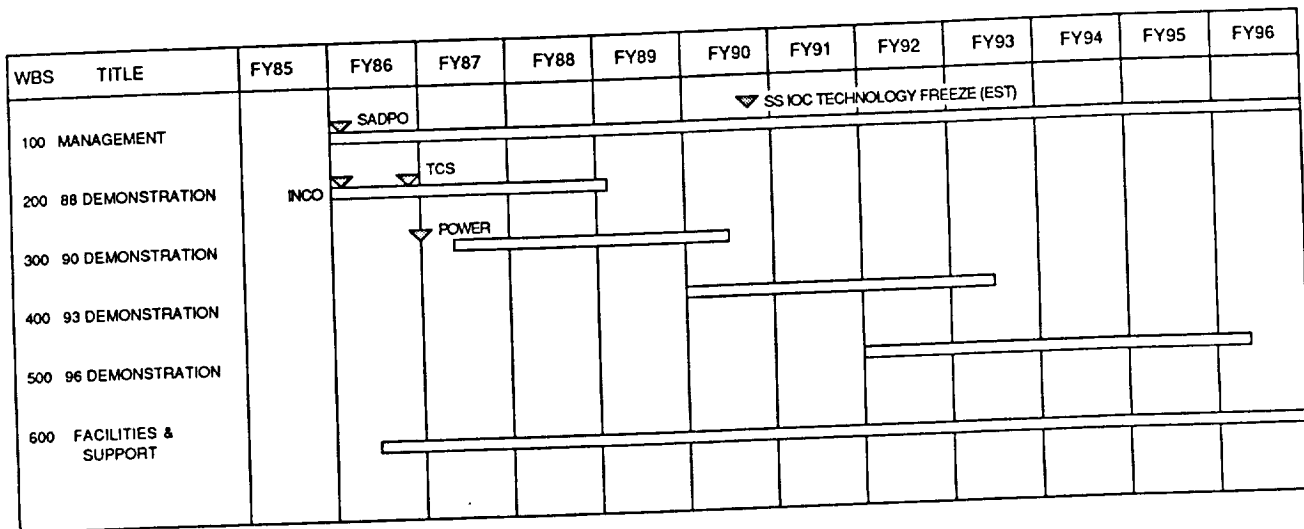 WBS TITLE FY85 FY86 FY87 FY88 FY89 FY90 FY91 FY92 FY93 FY94 FY95 FY96
SS IOC TECHNOLOGY FREEZE (EST)
SADPO
100 MANAGEMENT
TCS
200 88 DEMONSTRATION INCO
POWER
300 90 DEMONSTRATION
400 93 DEMONSTRATION
500 96 DEMONSTRATION
600 FACILITIES &
SUPPORT